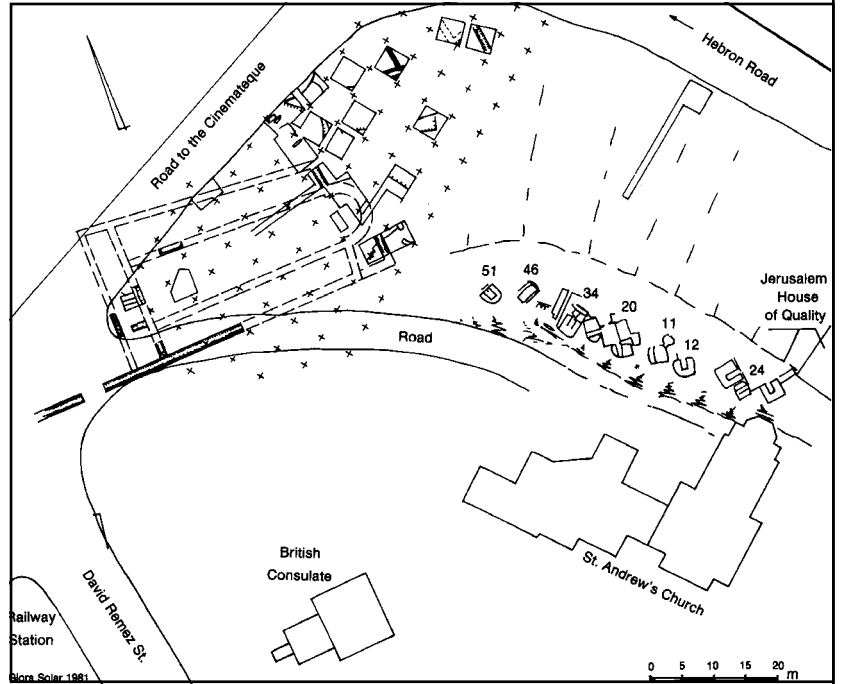 Hebron Road
Road to the Cinemateque
51
46
34
20
11
12
24
Jerusalem
House
of Quality
Road
St. Andrew's Church
British
Consulate
David Remez St.
Railway
Station
Giora Solar 1981
0 5 10 15 20 m